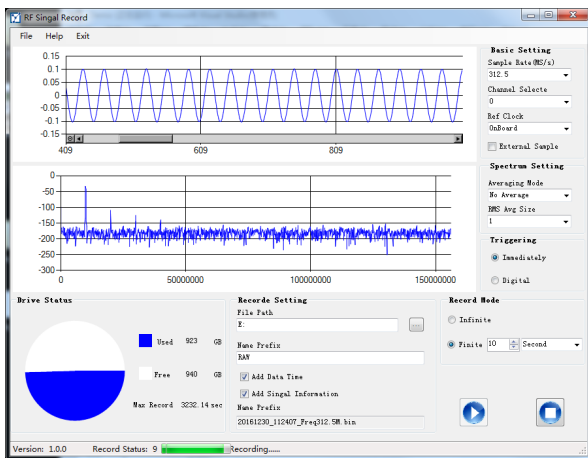 RF Singal Record
File Help Exit
0.15
0.10
0.05
0.00
-0.05
-0.10
-0.15
409 609 809
0
-50
-100
-150
-200
-250
-300
0 50000000 100000000 150000000
Basic Setting
Sample Rate(MS/s)
312.5
Channel Selecte
0
Ref Clock
OnBoard
External Sample
Spectrum Setting
Averaging Mode
No Average
RMS Avg Size
1
Triggering
Immediately
Digital
Drive Status
Used 923 GB
Free 940 GB
Max Record 3232.14 sec
Recorde Setting
File Path
E:
...
Name Prefix
RAW
Add Data Time
Add Singal Information
Name Prefix
20161230_112407_Freq312.5M.bin
Record Mode
Infinite
Finite 10 Second
Version: 1.0.0 Record Status: 9 Recording......